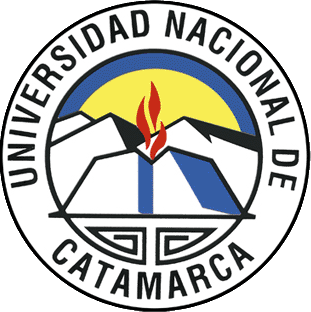 UNIVERSIDAD NACIONAL DE
CATAMARCA